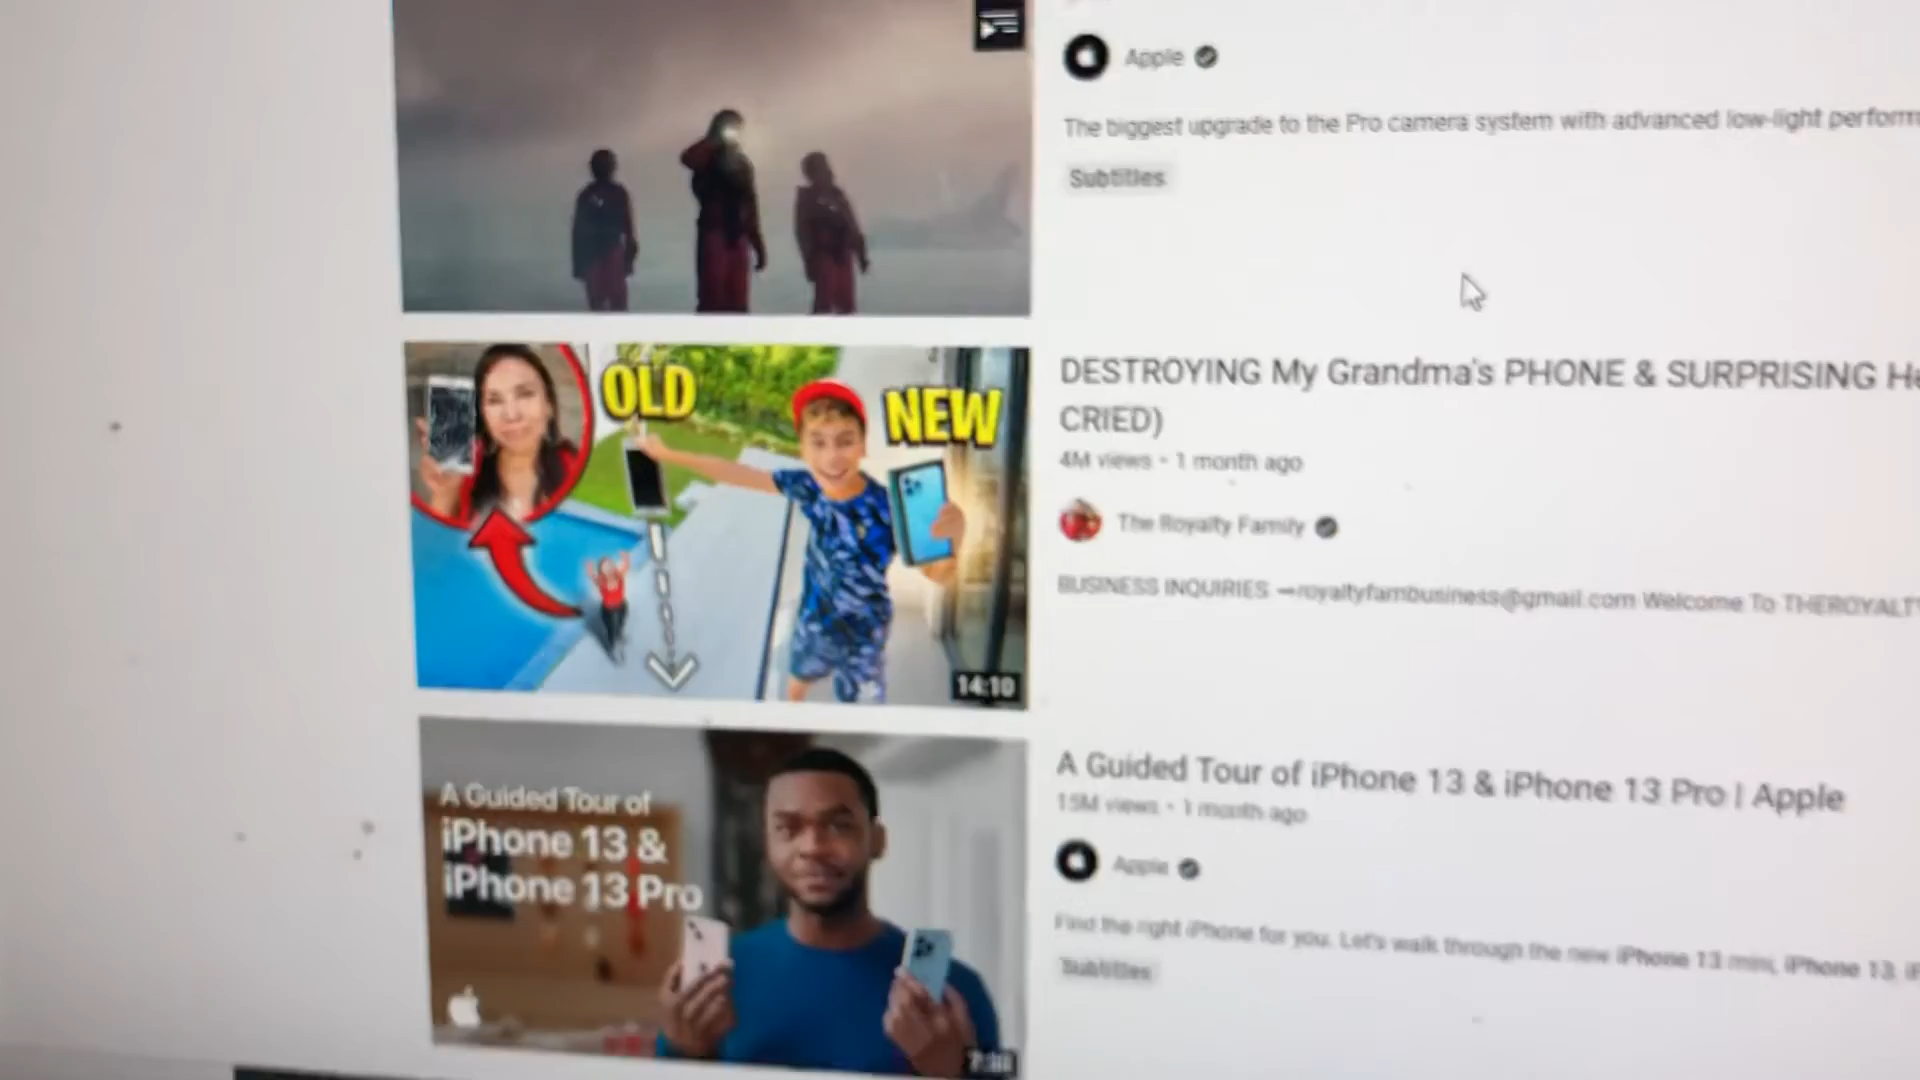 Apple
The biggest upgrade to the Pro camera system with advanced low-light perform
Subtitles
OLD
NEW
14:10
DESTROYING My Grandma's PHONE & SURPRISING He
CRIED)
4M views • 1 month ago
The Royalty Family
BUSINESS INQUIRIES →royaltyfambusiness@gmail.com Welcome To THEROYALT
A Guided Tour of
iPhone 13 &
iPhone 13 Pro
A Guided Tour of iPhone 13 & iPhone 13 Pro | Apple
15M views • 1 month ago
Apple
Find the right iPhone for you. Let's walk through the new iPhone 13 mini, iPhone 13, iP
Subtitles